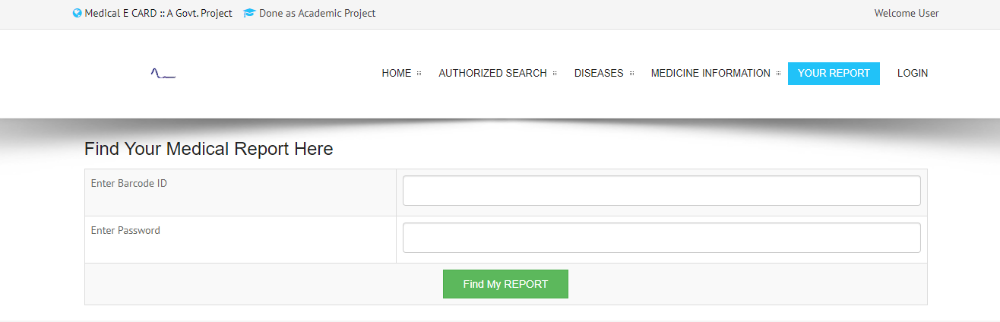 Medical E CARD :: A Govt. Project Done as Academic Project Welcome User
HOME AUTHORIZED SEARCH DISEASES MEDICINE INFORMATION YOUR REPORT LOGIN
Find Your Medical Report Here
Enter Barcode ID
Enter Password
Find My REPORT